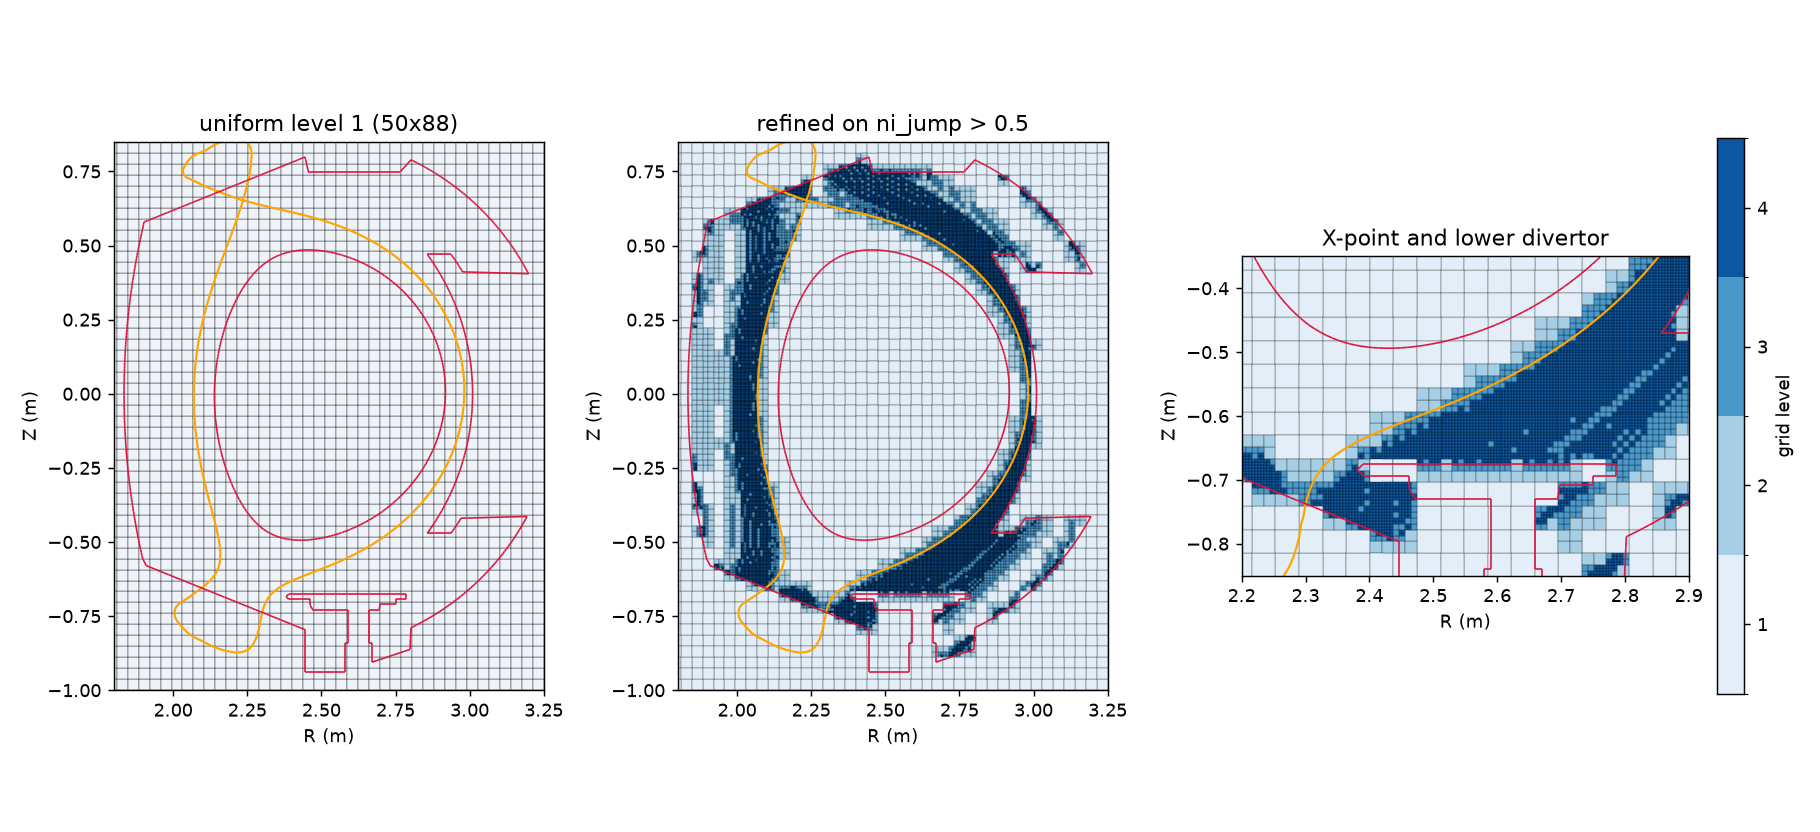 uniform level 1 (50x88)
0.75
0.50
0.25
0.00
−0.25
−0.50
−0.75
−1.00
Z (m)
2.00 2.25 2.50 2.75 3.00 3.25
R (m)
refined on ni_jump > 0.5
0.75
0.50
0.25
0.00
−0.25
−0.50
−0.75
−1.00
Z (m)
2.00 2.25 2.50 2.75 3.00 3.25
R (m)
X-point and lower divertor
−0.4
−0.5
−0.6
−0.7
−0.8
Z (m)
2.2 2.3 2.4 2.5 2.6 2.7 2.8 2.9
R (m)
4
3
2
1
grid level